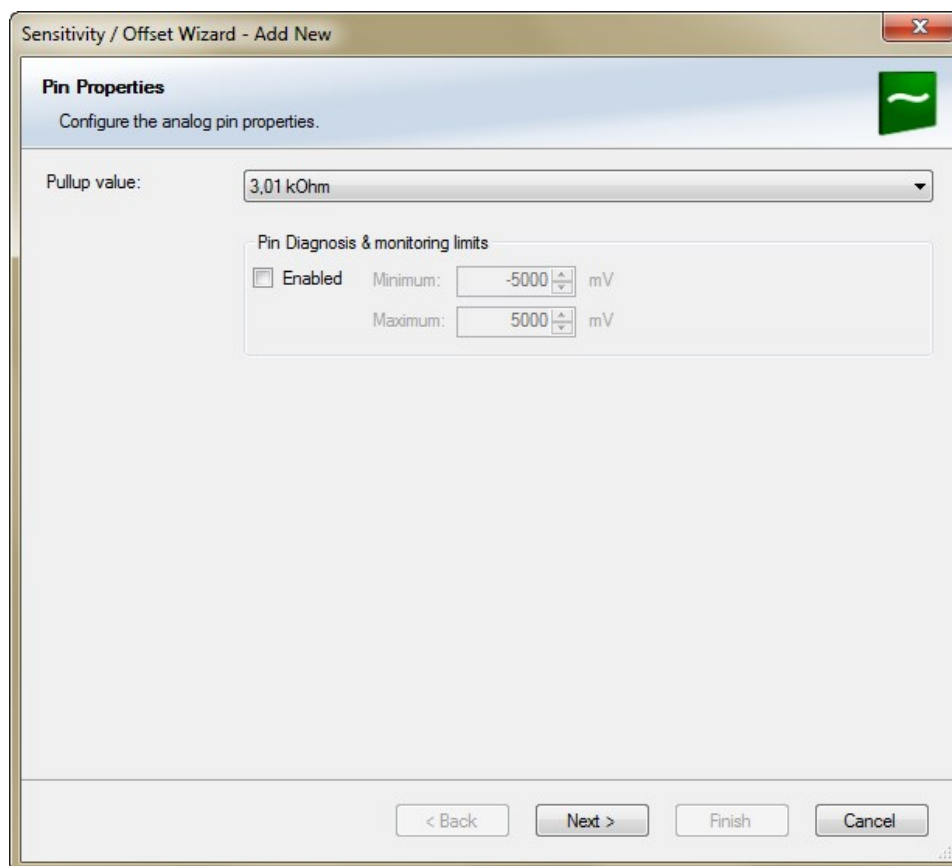 Sensitivity / Offset Wizard - Add New
Pin Properties
Configure the analog pin properties.
Pullup value: 3,01 kOhm
Pin Diagnosis & monitoring limits
Enabled Minimum: -5000 mV
Maximum: 5000 mV
< Back Next > Finish Cancel